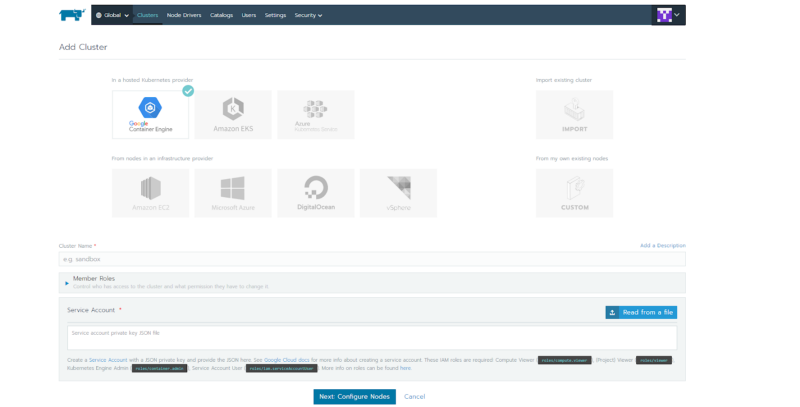 Global Clusters Node Drivers Catalogs Users Settings Security
Add Cluster
In a hosted Kubernetes provider
Import existing cluster
Google
Container Engine
Amazon EKS
Azure
Kubernetes Service
IMPORT
From nodes in an infrastructure provider
From my own existing nodes
Amazon EC2
Microsoft Azure
DigitalOcean
vSphere
CUSTOM
Cluster Name *
Add a Description
e.g. sandbox
Member Roles
Control who has access to the cluster and what permission they have to change it.
Service Account *
Read from a file
Service account private key JSON file
Create a Service Account with a JSON private key and provide the JSON here. See Google Cloud docs for more info about creating a service account. These IAM roles are required: Compute Viewer ( roles/compute.viewer ), (Project) Viewer ( roles/viewer ),
Kubernetes Engine Admin ( roles/container.admin ), Service Account User ( roles/iam.serviceAccountUser ). More info on roles can be found here.
Next: Configure Nodes
Cancel